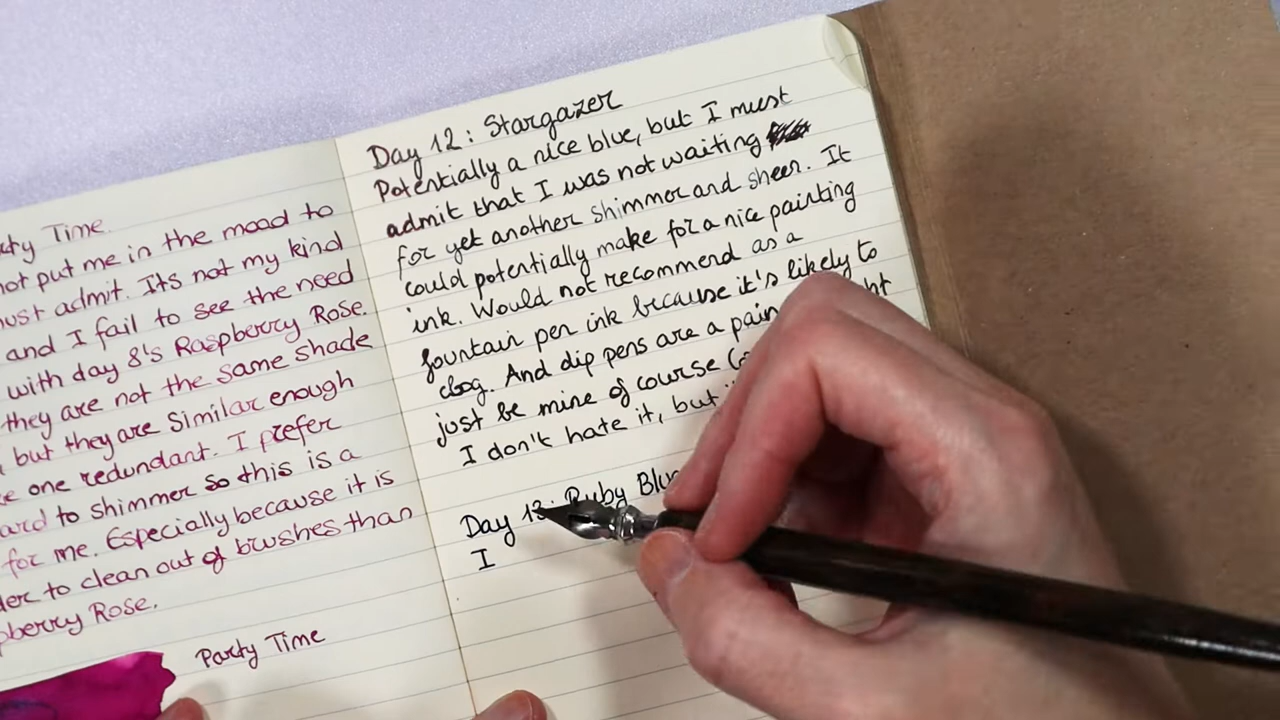 Party Time.
not put me in the mood to
must admit. Its not my kind
and I fail to see the need
with day 8's Raspberry Rose.
they are not the same shade
but they are similar enough
one redundant. I prefer
to shimmer so this is a
for me. Especially because it is
to clean out of brushes than
Rose.
Party Time
Day 12: Stargazer
Potentially a nice blue, but I must
admit that I was not waiting
for yet another shimmer and sheer. It
could potentially make for a nice painting
ink. Would not recommend as a
fountain pen ink because it's likely to
clog. And dip pens are a pain
just be mine of course
I don't hate it, but
Day 13: Ruby Blu
I